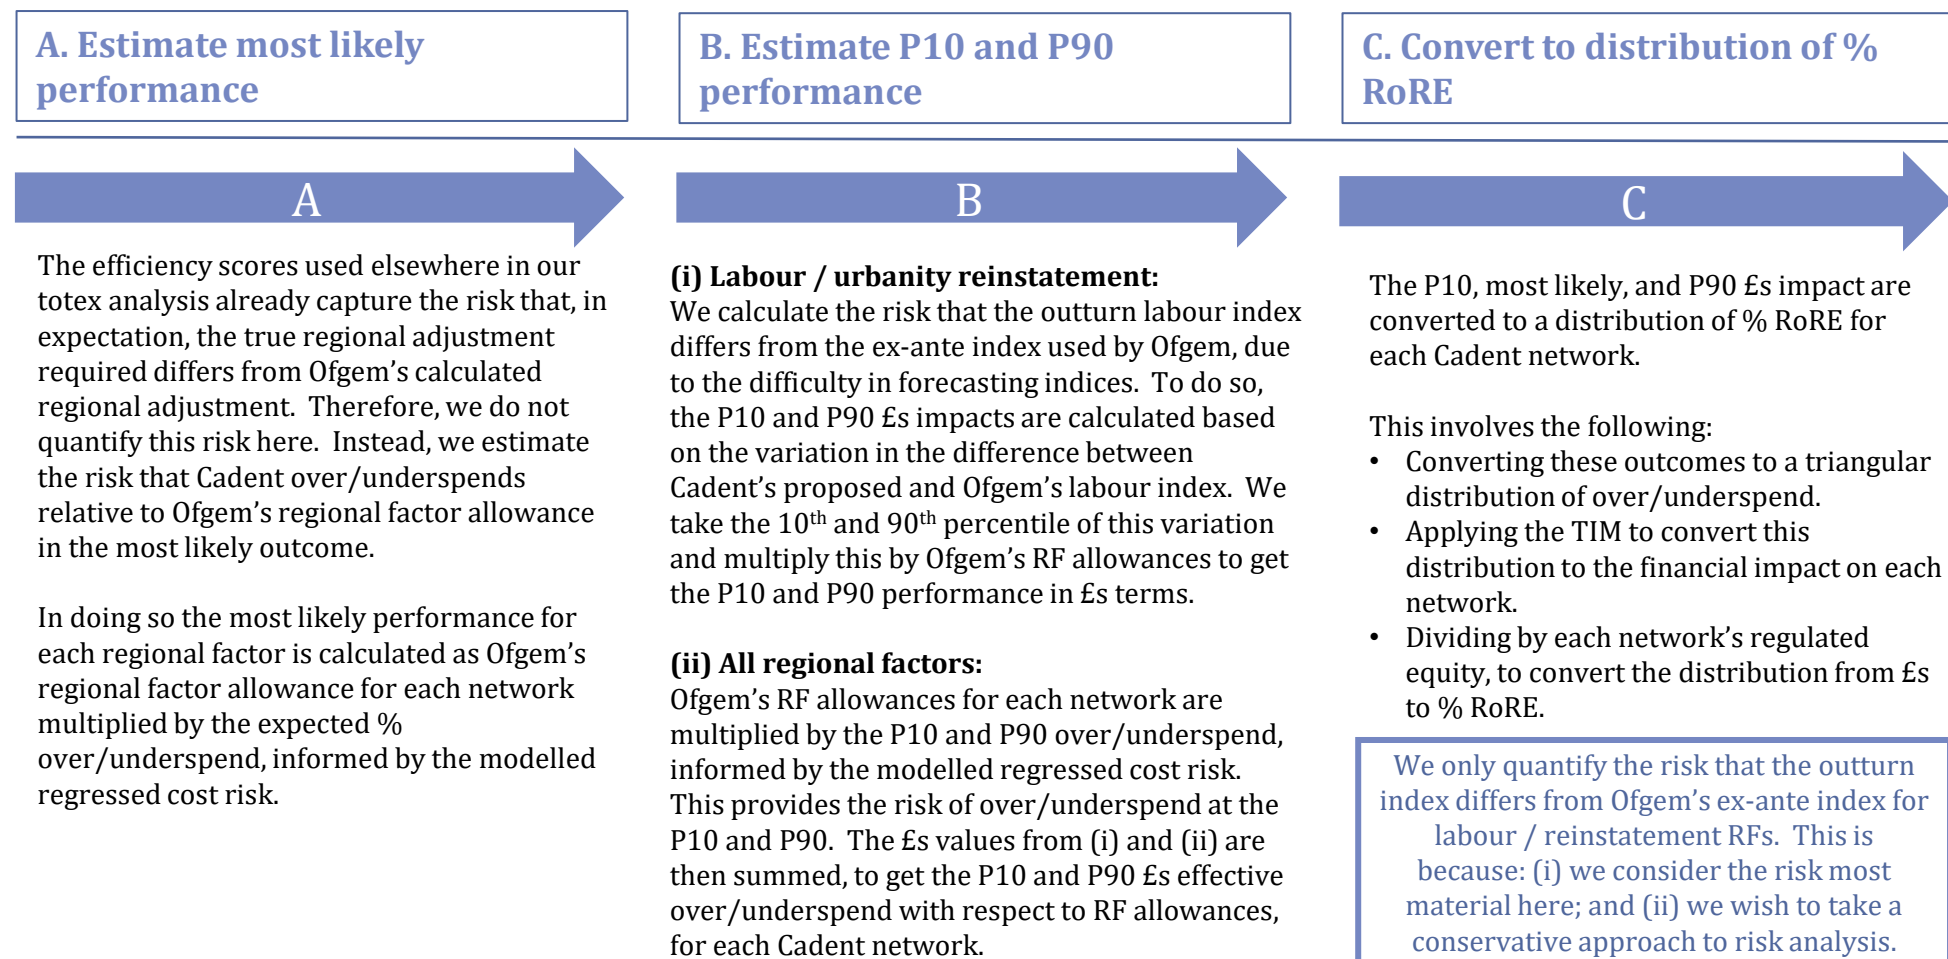 A. Estimate most likely
performance
B. Estimate P10 and P90
performance
C. Convert to distribution of %
RoRE
A
The efficiency scores used elsewhere in our
totex analysis already capture the risk that, in
expectation, the true regional adjustment
required differs from Ofgem’s calculated
regional adjustment.  Therefore, we do not
quantify this risk here.  Instead, we estimate
the risk that Cadent over/underspends
relative to Ofgem’s regional factor allowance
in the most likely outcome.
In doing so the most likely performance for
each regional factor is calculated as Ofgem’s
regional factor allowance for each network
multiplied by the expected %
over/underspend, informed by the modelled
regressed cost risk.
B
(i) Labour / urbanity reinstatement:
We calculate the risk that the outturn labour index
differs from the ex-ante index used by Ofgem, due
to the difficulty in forecasting indices.  To do so,
the P10 and P90 £s impacts are calculated based
on the variation in the difference between
Cadent’s proposed and Ofgem’s labour index.  We
take the 10th and 90th percentile of this variation
and multiply this by Ofgem’s RF allowances to get
the P10 and P90 performance in £s terms.
(ii) All regional factors:
Ofgem’s RF allowances for each network are
multiplied by the P10 and P90 over/underspend,
informed by the modelled regressed cost risk.
This provides the risk of over/underspend at the
P10 and P90.  The £s values from (i) and (ii) are
then summed, to get the P10 and P90 £s effective
over/underspend with respect to RF allowances,
for each Cadent network.
C
The P10, most likely, and P90 £s impact are
converted to a distribution of % RoRE for
each Cadent network.
This involves the following:
• Converting these outcomes to a triangular
distribution of over/underspend.
• Applying the TIM to convert this
distribution to the financial impact on each
network.
• Dividing by each network’s regulated
equity, to convert the distribution from £s
to % RoRE.
We only quantify the risk that the outturn
index differs from Ofgem’s ex-ante index for
labour / reinstatement RFs.  This is
because: (i) we consider the risk most
material here; and (ii) we wish to take a
conservative approach to risk analysis.